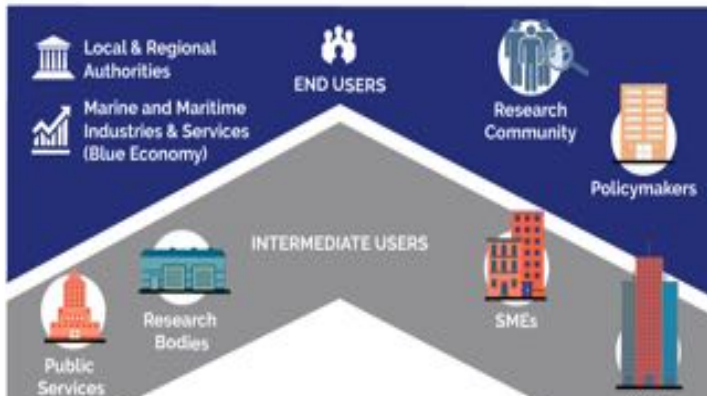 Local & Regional
Authorities
Marine and Maritime
Industries & Services
(Blue Economy)
END USERS
Research
Community
Policymakers
INTERMEDIATE USERS
Public
Services
Research
Bodies
SMEs